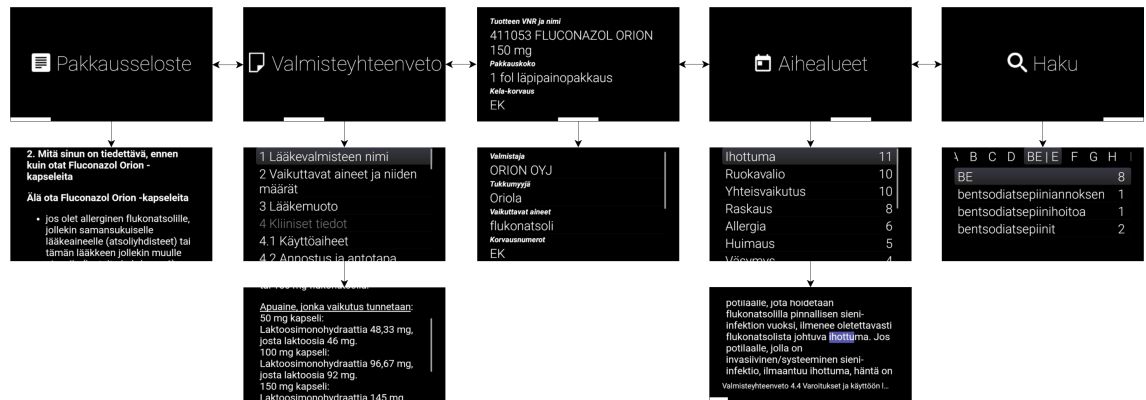 Pakkausseloste
Valmisteyhteenveto
Tuotteen VNR ja nimi
411053 FLUCONAZOL ORION
150 mg
Pakkauskoko
1 fol läpipainopakkaus
Kela-korvaus
EK
Aihealueet
Haku
2. Mitä sinun on tiedettävä, ennen
kuin otat Fluconazol Orion -
kapseleita
Älä ota Fluconazol Orion -kapseleita
• jos olet allerginen flukonatsolille,
jollekin samansukuiselle
lääkeaineelle (atsoliyhdisteet) tai
tämän lääkkeen jollekin muulle
1 Lääkevalmisteen nimi
2 Vaikuttavat aineet ja niiden
määrät
3 Lääkemuoto
4 Kliiniset tiedot
4.1 Käyttöaiheet
4.2 Annostus ja antotapa
Valmistaja
ORION OYJ
Tukkumyyjä
Oriola
Vaikuttavat aineet
flukonatsoli
Korvausnumerot
EK
Ihottuma 11
Ruokavalio 10
Yhteisvaikutus 10
Raskaus 8
Allergia 6
Huimaus 5
Väsymys 4
B C D BE|E F G H
BE 8
bentsodiatsepiiniannoksen 1
bentsodiatsepiinihoitoa 1
bentsodiatsepiinit 2
Apuaine, jonka vaikutus tunnetaan:
50 mg kapseli:
Laktoosimonohydraattia 48,33 mg,
josta laktoosia 46 mg.
100 mg kapseli:
Laktoosimonohydraattia 96,67 mg,
josta laktoosia 92 mg.
150 mg kapseli:
Laktoosimonohydraattia 145 mg
potilaalle, jota hoidetaan
flukonatsolilla pinnallisen sieni-
infektion vuoksi, ilmenee oletettavasti
flukonatsolista johtuva ihottuma. Jos
potilaalle, jolla on
invasiivinen/systeeminen sieni-
infektio, ilmaantuu ihottuma, häntä on
Valmisteyhteenveto 4.4 Varoitukset ja käyttöön l...